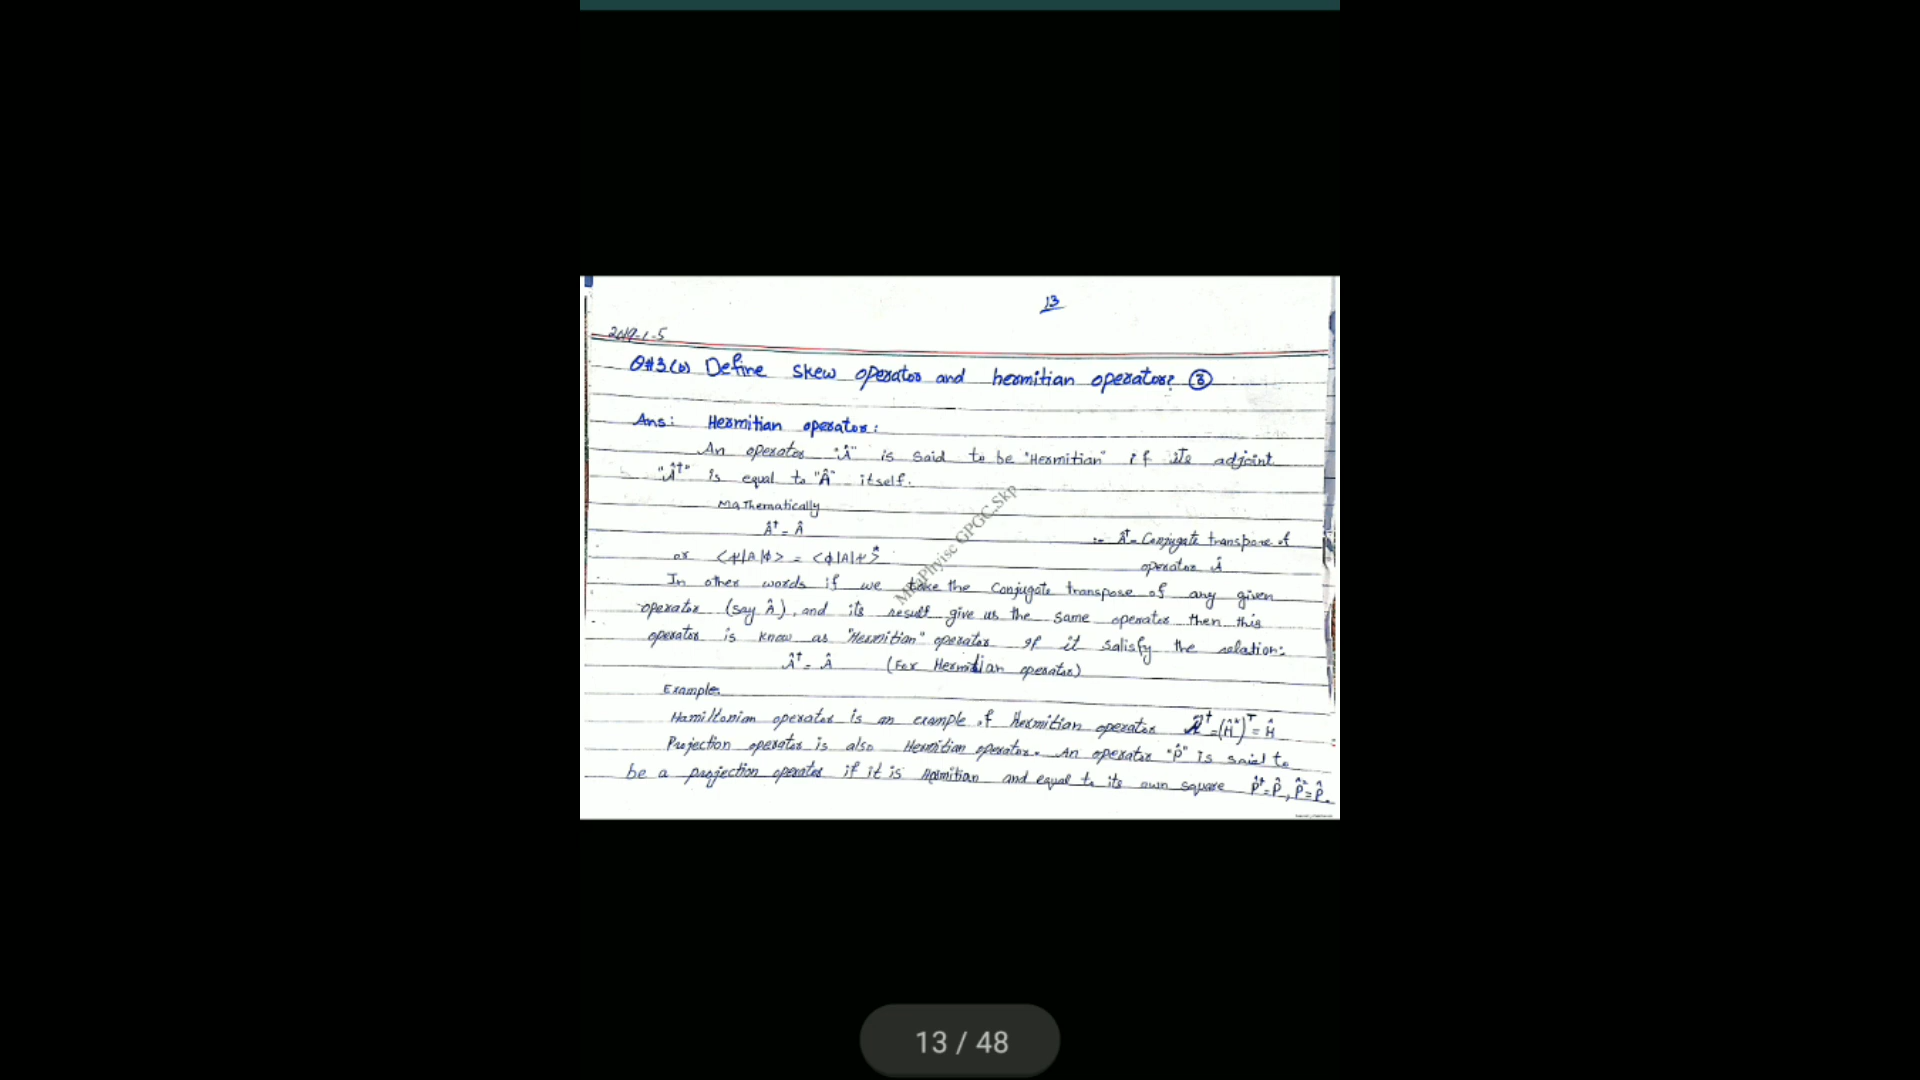 13
2019-1-5
Q#3.(b) Define skew operator and hermitian operator? ③
Ans: Hermitian operator:
An operator "Â" is said to be "Hermitian" if its adjoint
"Â†" is equal to "Â" itself.
Mathematically
Â† = Â
∴ Â† = Conjugate transpose of
or <ψ|A|ϕ> = <ϕ|A|ψ>*
operator Â
In other words if we take the Conjugate transpose of any given
operator (say Â), and its result give us the same operator then this
operator is know as "Hermitian" operator if it satisfy the relation:
Â† = Â (For Hermitian operator)
Example:
Hamiltonian operator is an example of Hermitian operator Ĥ† = (Ĥ*)ᵀ = Ĥ
Projection operator is also Hermitian operator. An operator "P̂" is said to
be a projection operator if it is Hermitian and equal to its own square P̂† = P̂, P̂² = P̂.
GPGC.Skp
13 / 48